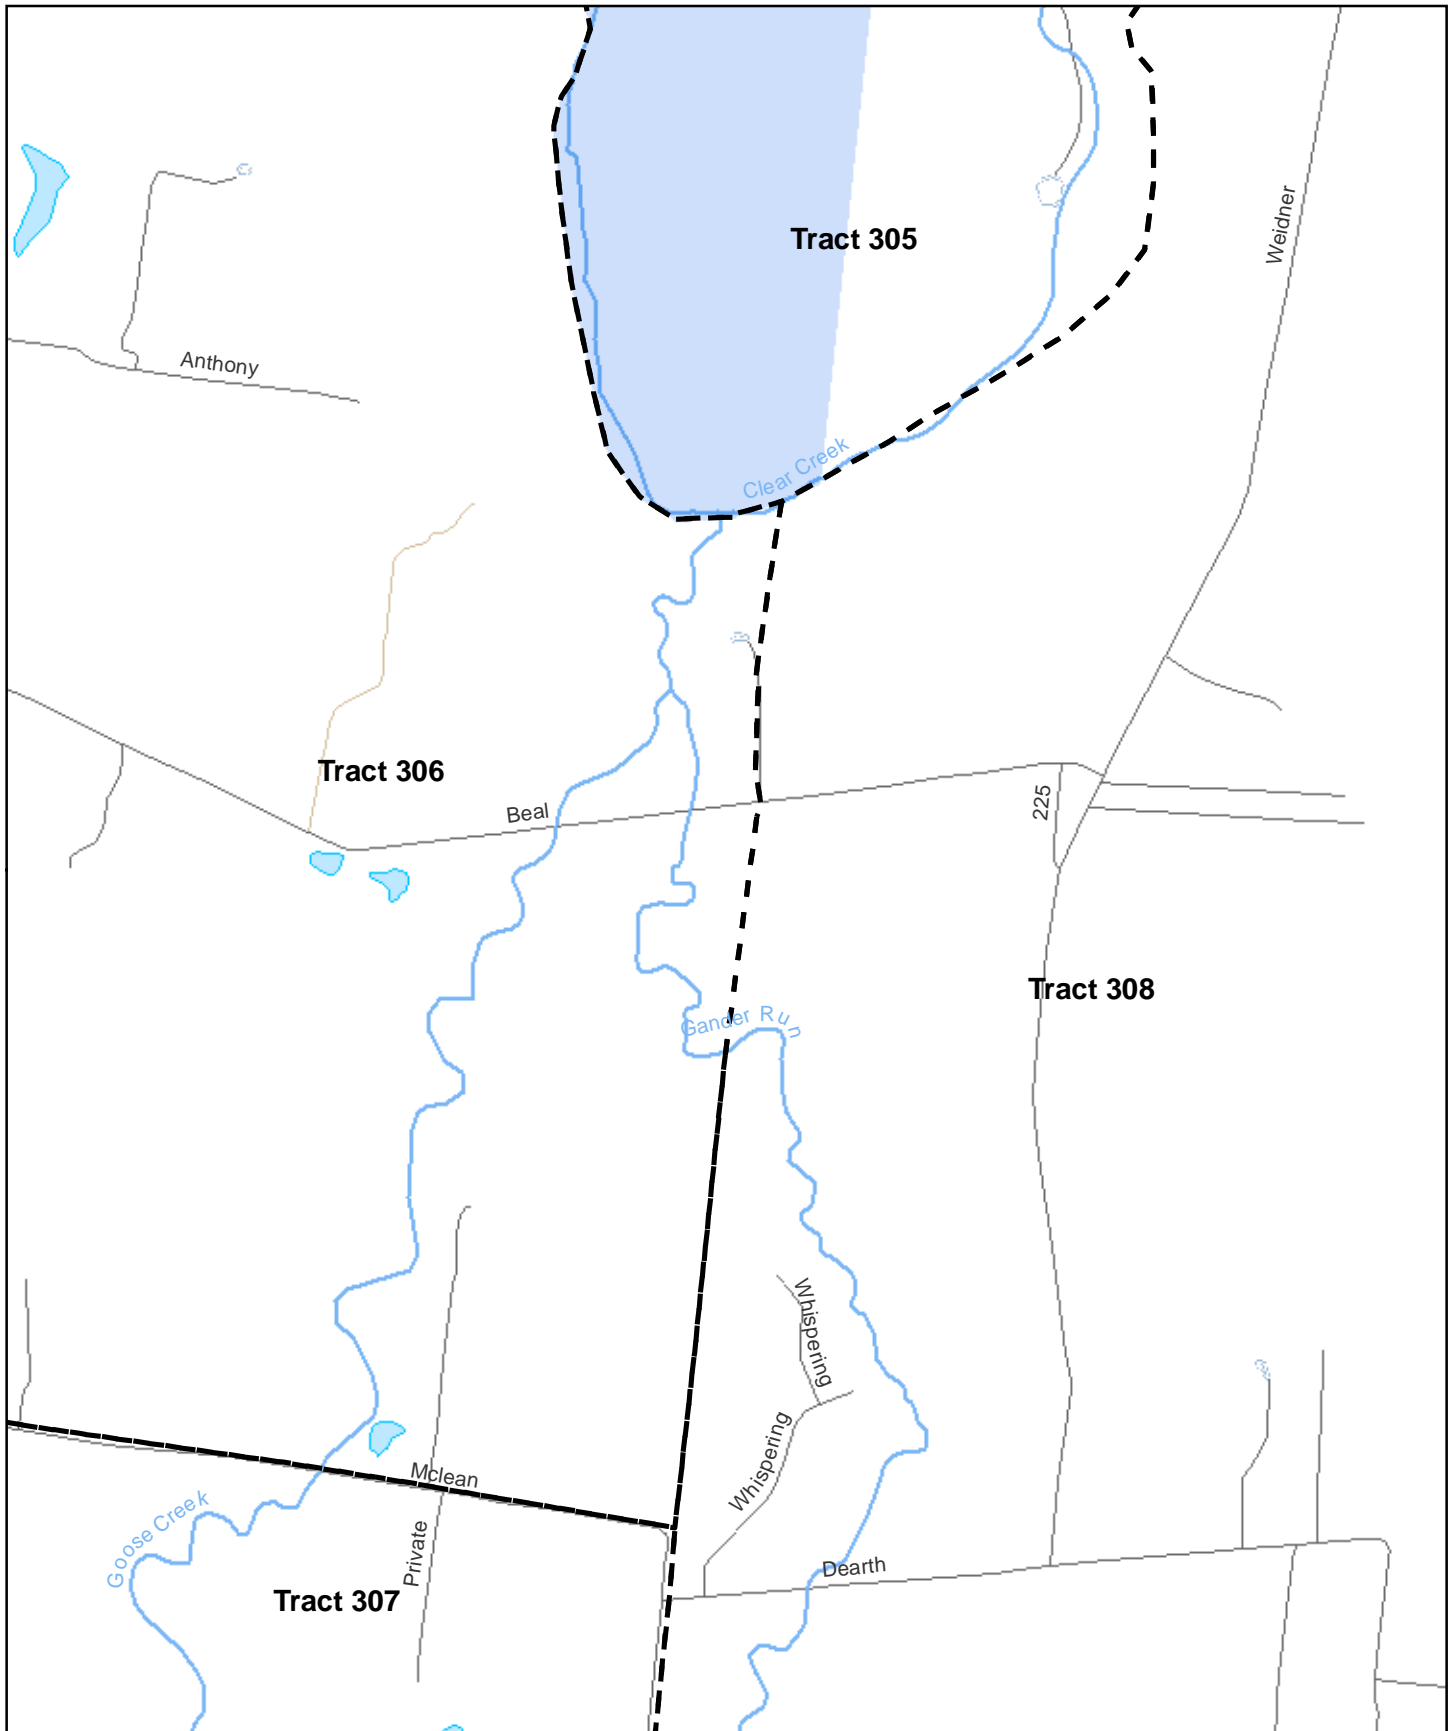 Tract 305
Weidner
Anthony
Clear Creek
Tract 306
Beal
225
Tract 308
Gander Run
Whispering
Whispering
Mclean
Goose Creek
Private
Dearth
Tract 307